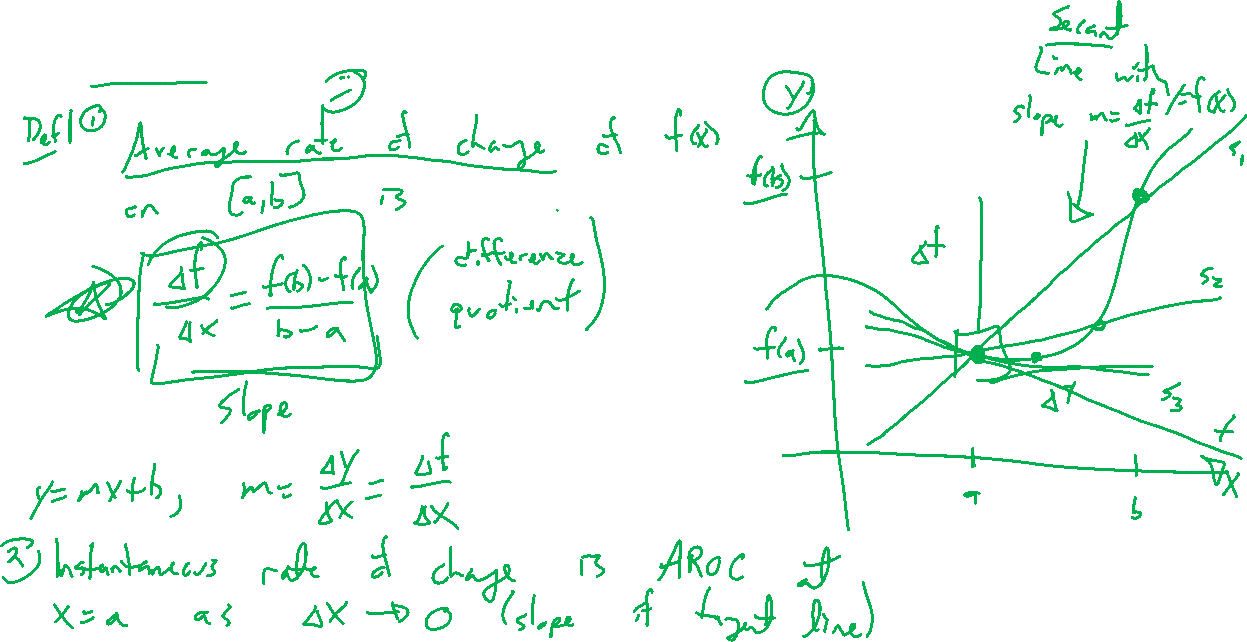 Def 1 ① Average rate of change of f(x)
on [a,b] is
Δf/Δx = f(b)-f(a)/b-a (difference quotient)
slope
y=mx+b, m= Δy/Δx = Δf/Δx
② Instantaneous rate of change is AROC at
x=a as Δx → 0 (slope of tangent line)
Secant
Line with
slope m=Δf/Δx
y=f(x)
y
s1
f(b)
Δf
s2
f(a)
Δx
s3
t
x
a
b